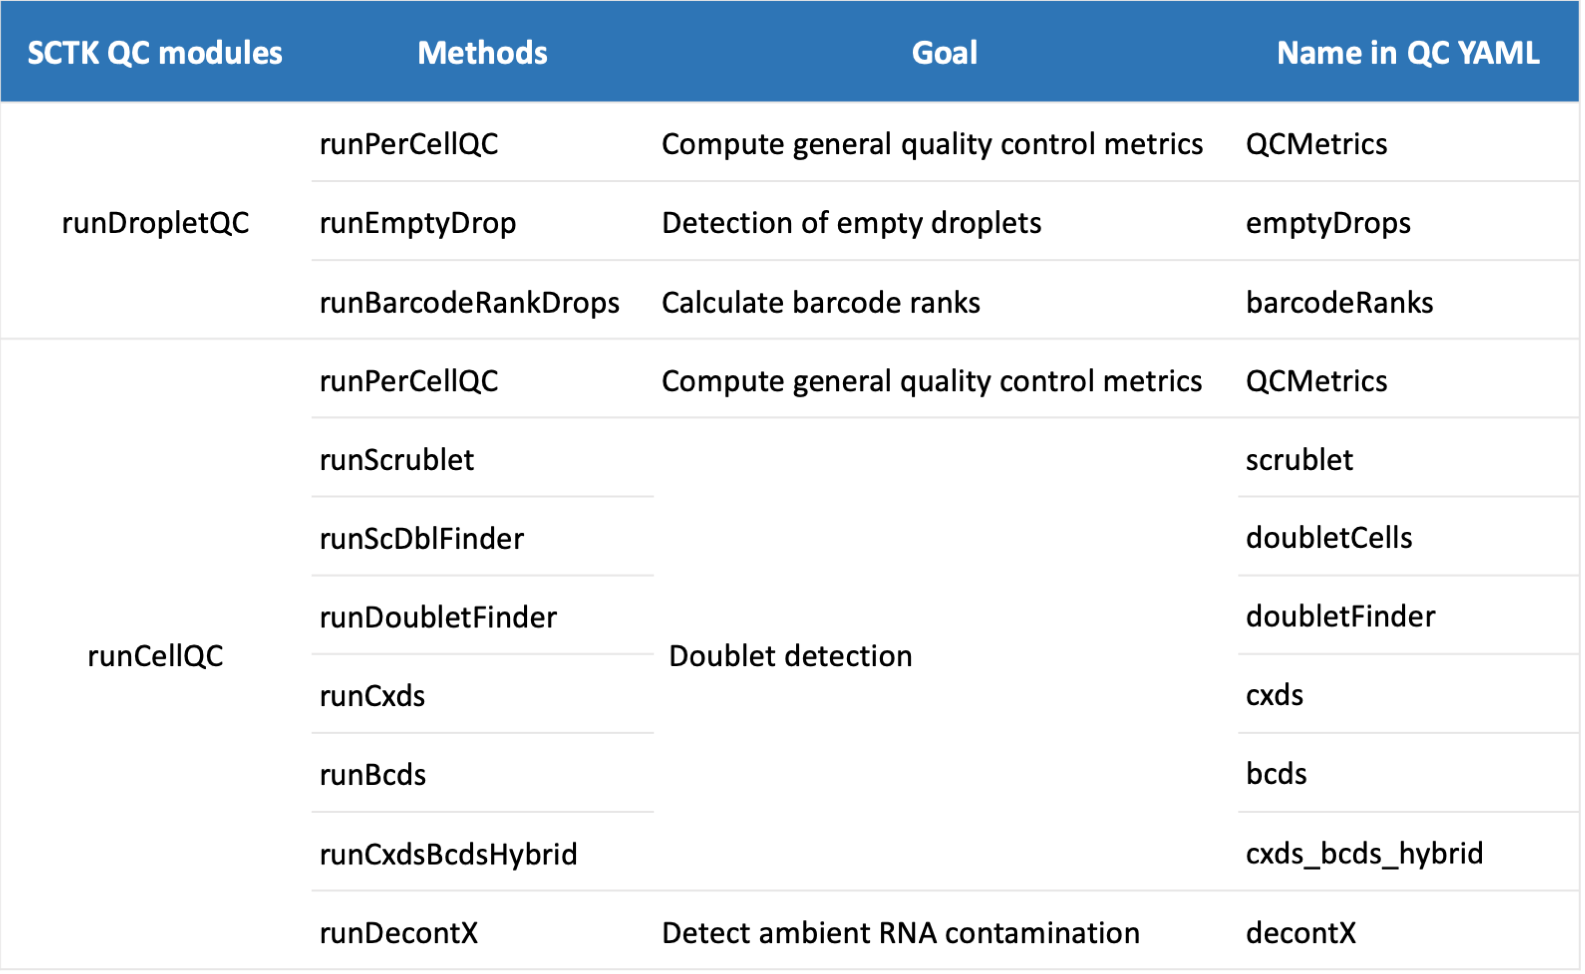 SCTK QC modules Methods Goal Name in QC YAML
runPerCellQC Compute general quality control metrics QCMetrics
runDropletQC runEmptyDrop Detection of empty droplets emptyDrops
runBarcodeRankDrops Calculate barcode ranks barcodeRanks
runPerCellQC Compute general quality control metrics QCMetrics
runScrublet scrublet
runScDblFinder doubletCells
runDoubletFinder doubletFinder
runCellQC Doublet detection
runCxds cxds
runBcds bcds
runCxdsBcdsHybrid cxds_bcds_hybrid
runDecontX Detect ambient RNA contamination decontX